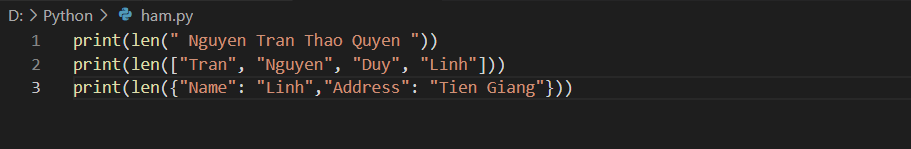 D: > Python > ham.py
1 print(len(" Nguyen Tran Thao Quyen "))
2 print(len(["Tran", "Nguyen", "Duy", "Linh"]))
3 print(len({"Name": "Linh","Address": "Tien Giang"}))